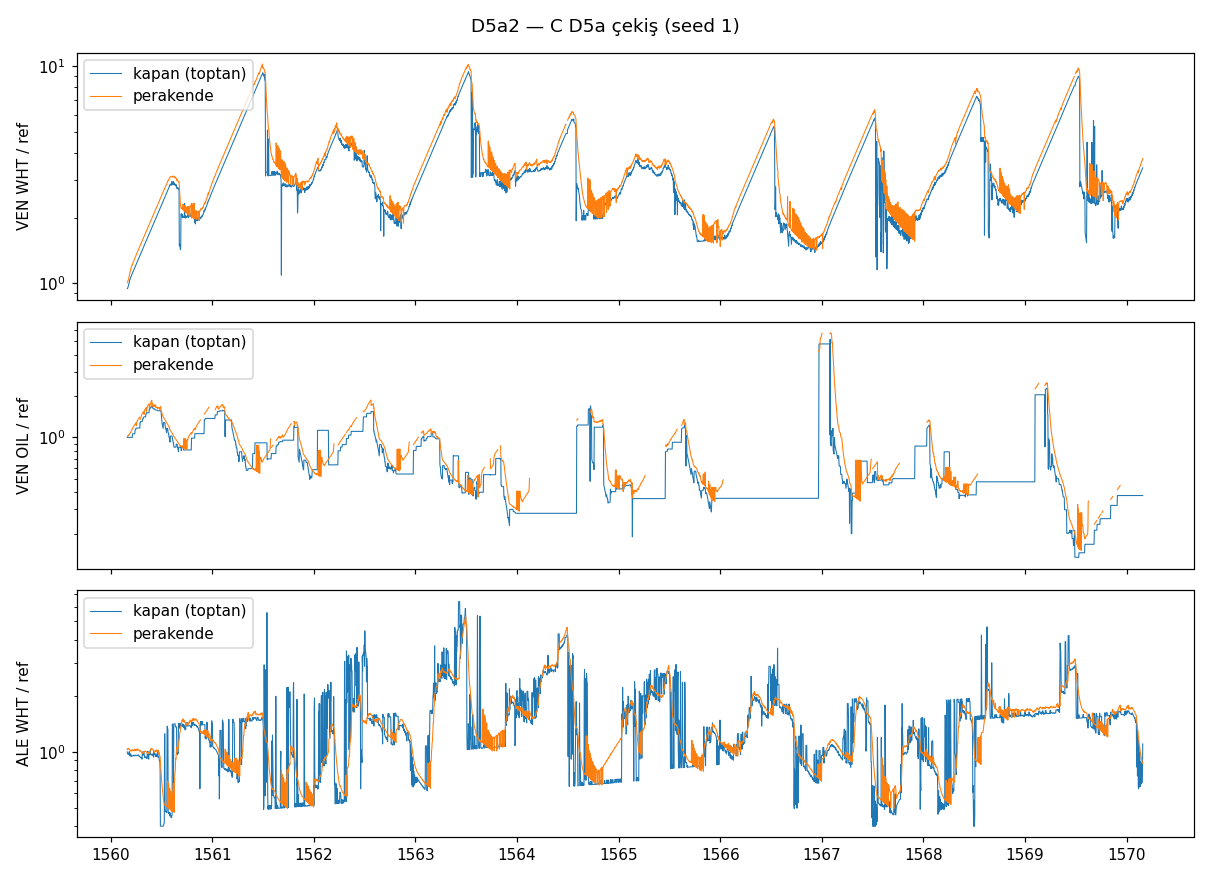 D5a2 — C D5a çekiş (seed 1)
VEN WHT / ref
10¹
10⁰
kapan (toptan)
perakende
VEN OIL / ref
10⁰
kapan (toptan)
perakende
ALE WHT / ref
10⁰
kapan (toptan)
perakende
1560 1561 1562 1563 1564 1565 1566 1567 1568 1569 1570